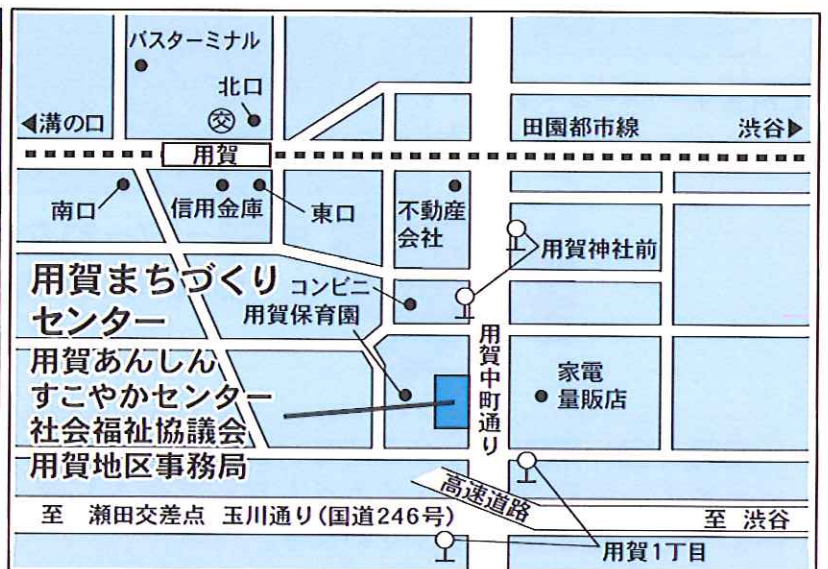 バスターミナル
北口
交
◀溝の口
田園都市線
渋谷▶
用賀
南口
信用金庫
東口
不動産
会社
用賀神社前
用賀まちづくり
センター
用賀あんしん
すこやかセンター
社会福祉協議会
用賀地区事務局
コンビニ
用賀保育園
用賀中町通り
家電
量販店
高速道路
至 瀬田交差点 玉川通り(国道246号)
至 渋谷
用賀1丁目